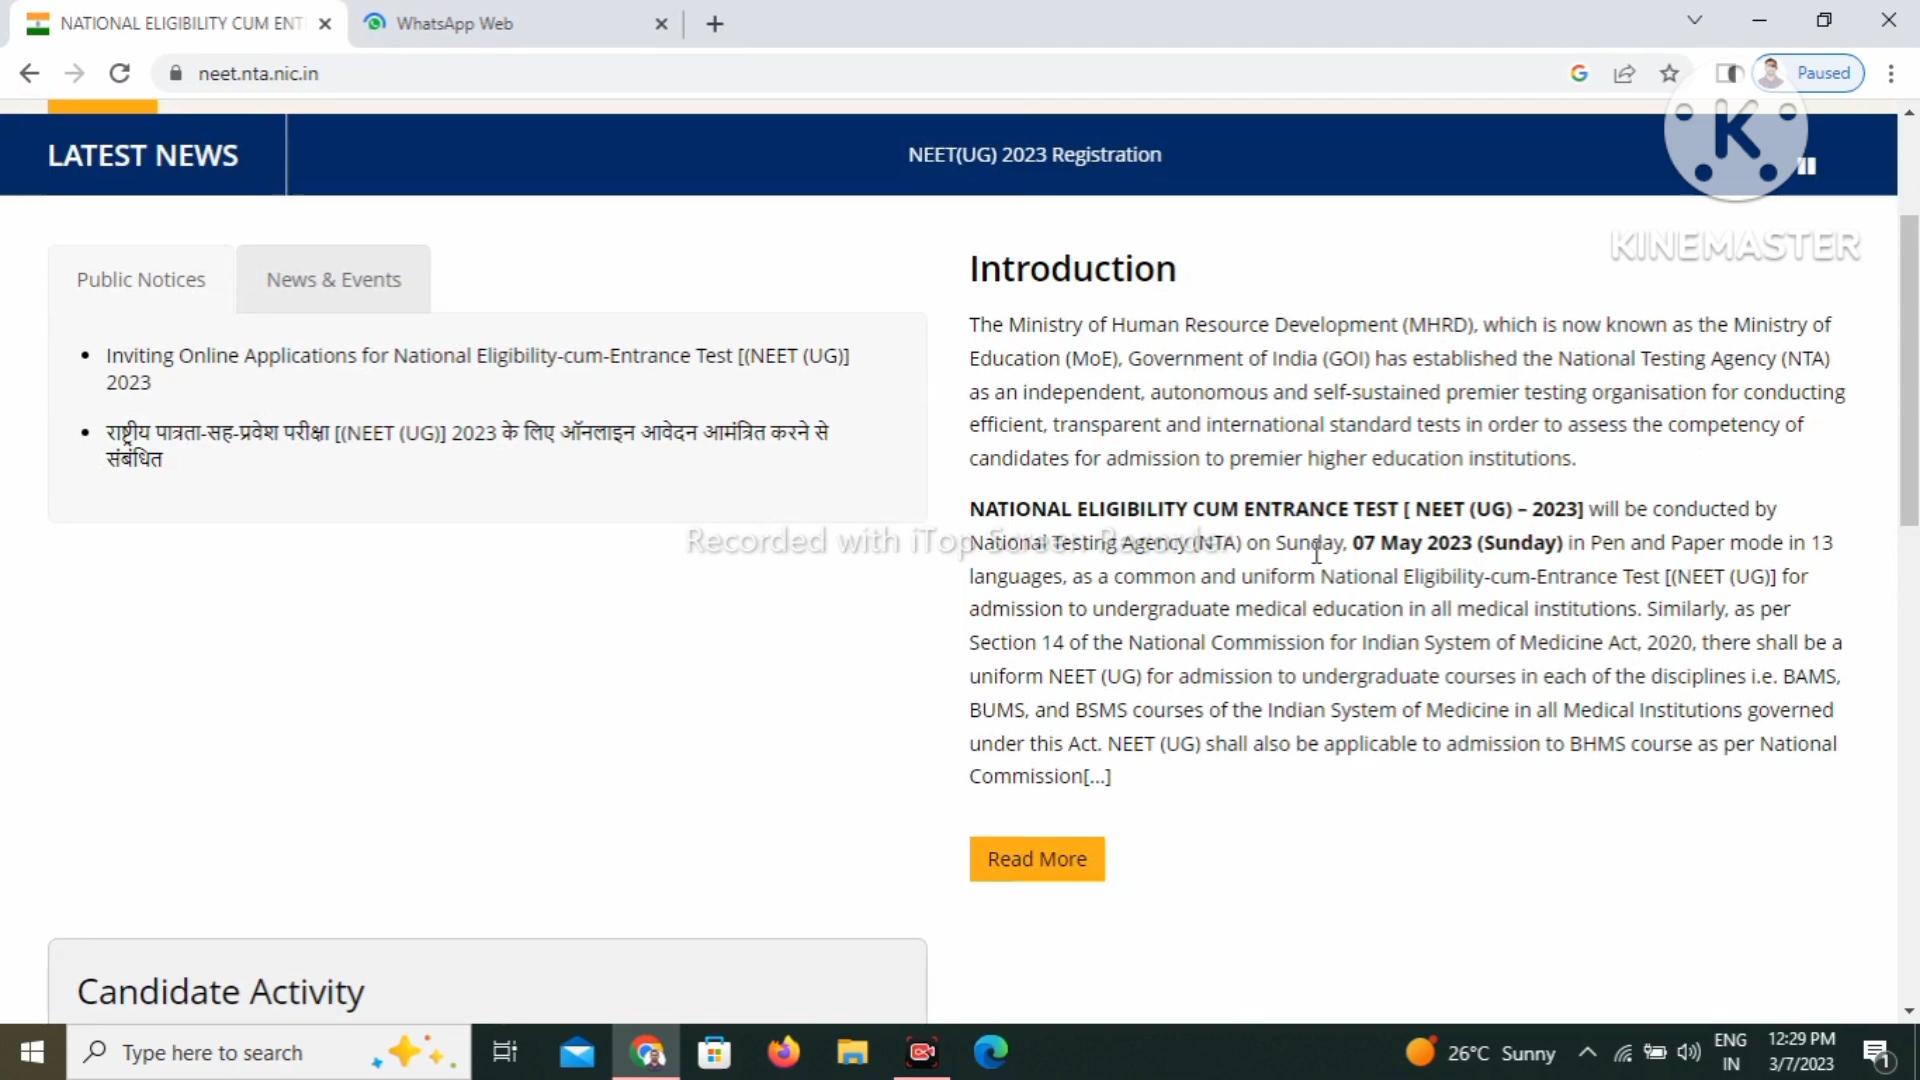 NATIONAL ELIGIBILITY CUM ENT
WhatsApp Web
neet.nta.nic.in
Paused
LATEST NEWS
NEET(UG) 2023 Registration
K
KINEMASTER
Public Notices
News & Events
Inviting Online Applications for National Eligibility-cum-Entrance Test [(NEET (UG)]
2023
राष्ट्रीय पात्रता-सह-प्रवेश परीक्षा [(NEET (UG)] 2023 के लिए ऑनलाइन आवेदन आमंत्रित करने से
संबंधित
Introduction
The Ministry of Human Resource Development (MHRD), which is now known as the Ministry of
Education (MoE), Government of India (GOI) has established the National Testing Agency (NTA)
as an independent, autonomous and self-sustained premier testing organisation for conducting
efficient, transparent and international standard tests in order to assess the competency of
candidates for admission to premier higher education institutions.
NATIONAL ELIGIBILITY CUM ENTRANCE TEST [ NEET (UG) – 2023] will be conducted by
National Testing Agency (NTA) on Sunday, 07 May 2023 (Sunday) in Pen and Paper mode in 13
languages, as a common and uniform National Eligibility-cum-Entrance Test [(NEET (UG)] for
admission to undergraduate medical education in all medical institutions. Similarly, as per
Section 14 of the National Commission for Indian System of Medicine Act, 2020, there shall be a
uniform NEET (UG) for admission to undergraduate courses in each of the disciplines i.e. BAMS,
BUMS, and BSMS courses of the Indian System of Medicine in all Medical Institutions governed
under this Act. NEET (UG) shall also be applicable to admission to BHMS course as per National
Commission[...]
Recorded with iTop Screen Recorder
Read More
Candidate Activity
Type here to search
26°C Sunny
ENG
IN
12:29 PM
3/7/2023
1